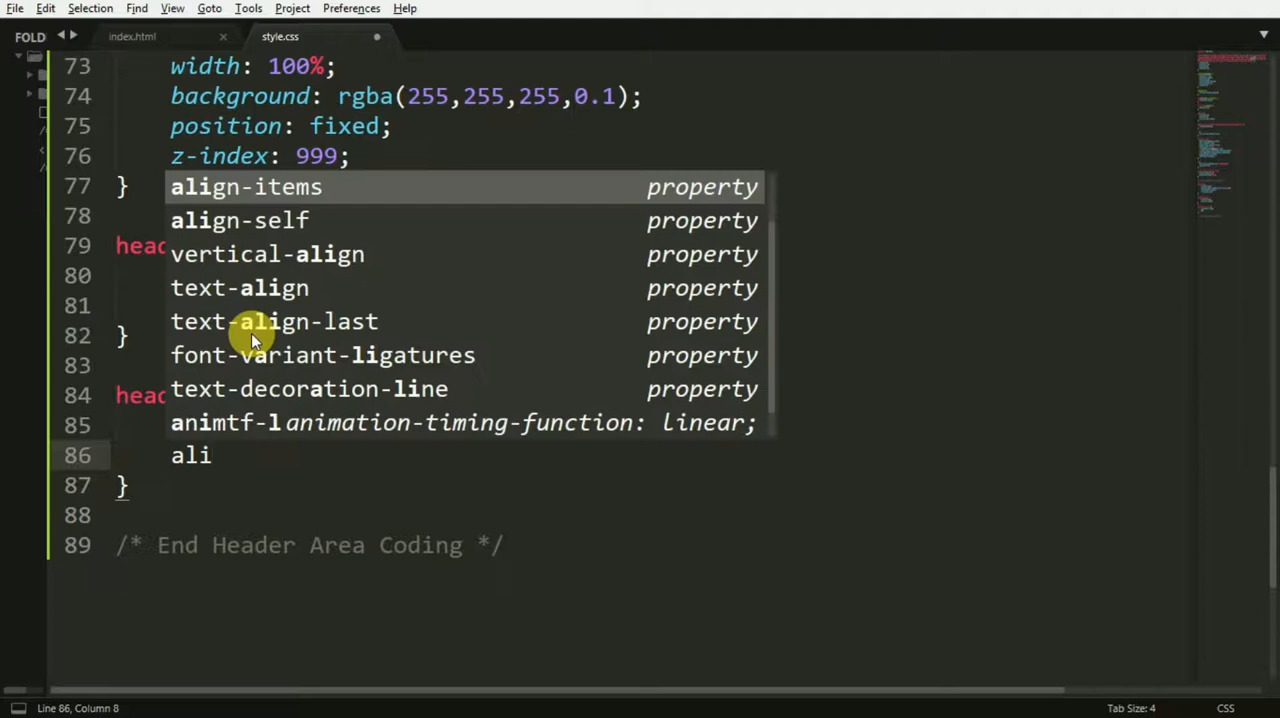 File Edit Selection Find View Goto Tools Project Preferences Help
FOLD index.html style.css
73 width: 100%;
74 background: rgba(255,255,255,0.1);
75 position: fixed;
76 z-index: 999;
77 } align-items property
78 align-self property
vertical-align property
79 head
80 text-align property
81 text-align-last property
82 }
83 font-variant-ligatures property
84 head text-decoration-line property
85 animtf-l animation-timing-function: linear;
86 ali
87 }
88
89 /* End Header Area Coding */
Line 86, Column 8 Tab Size: 4 CSS